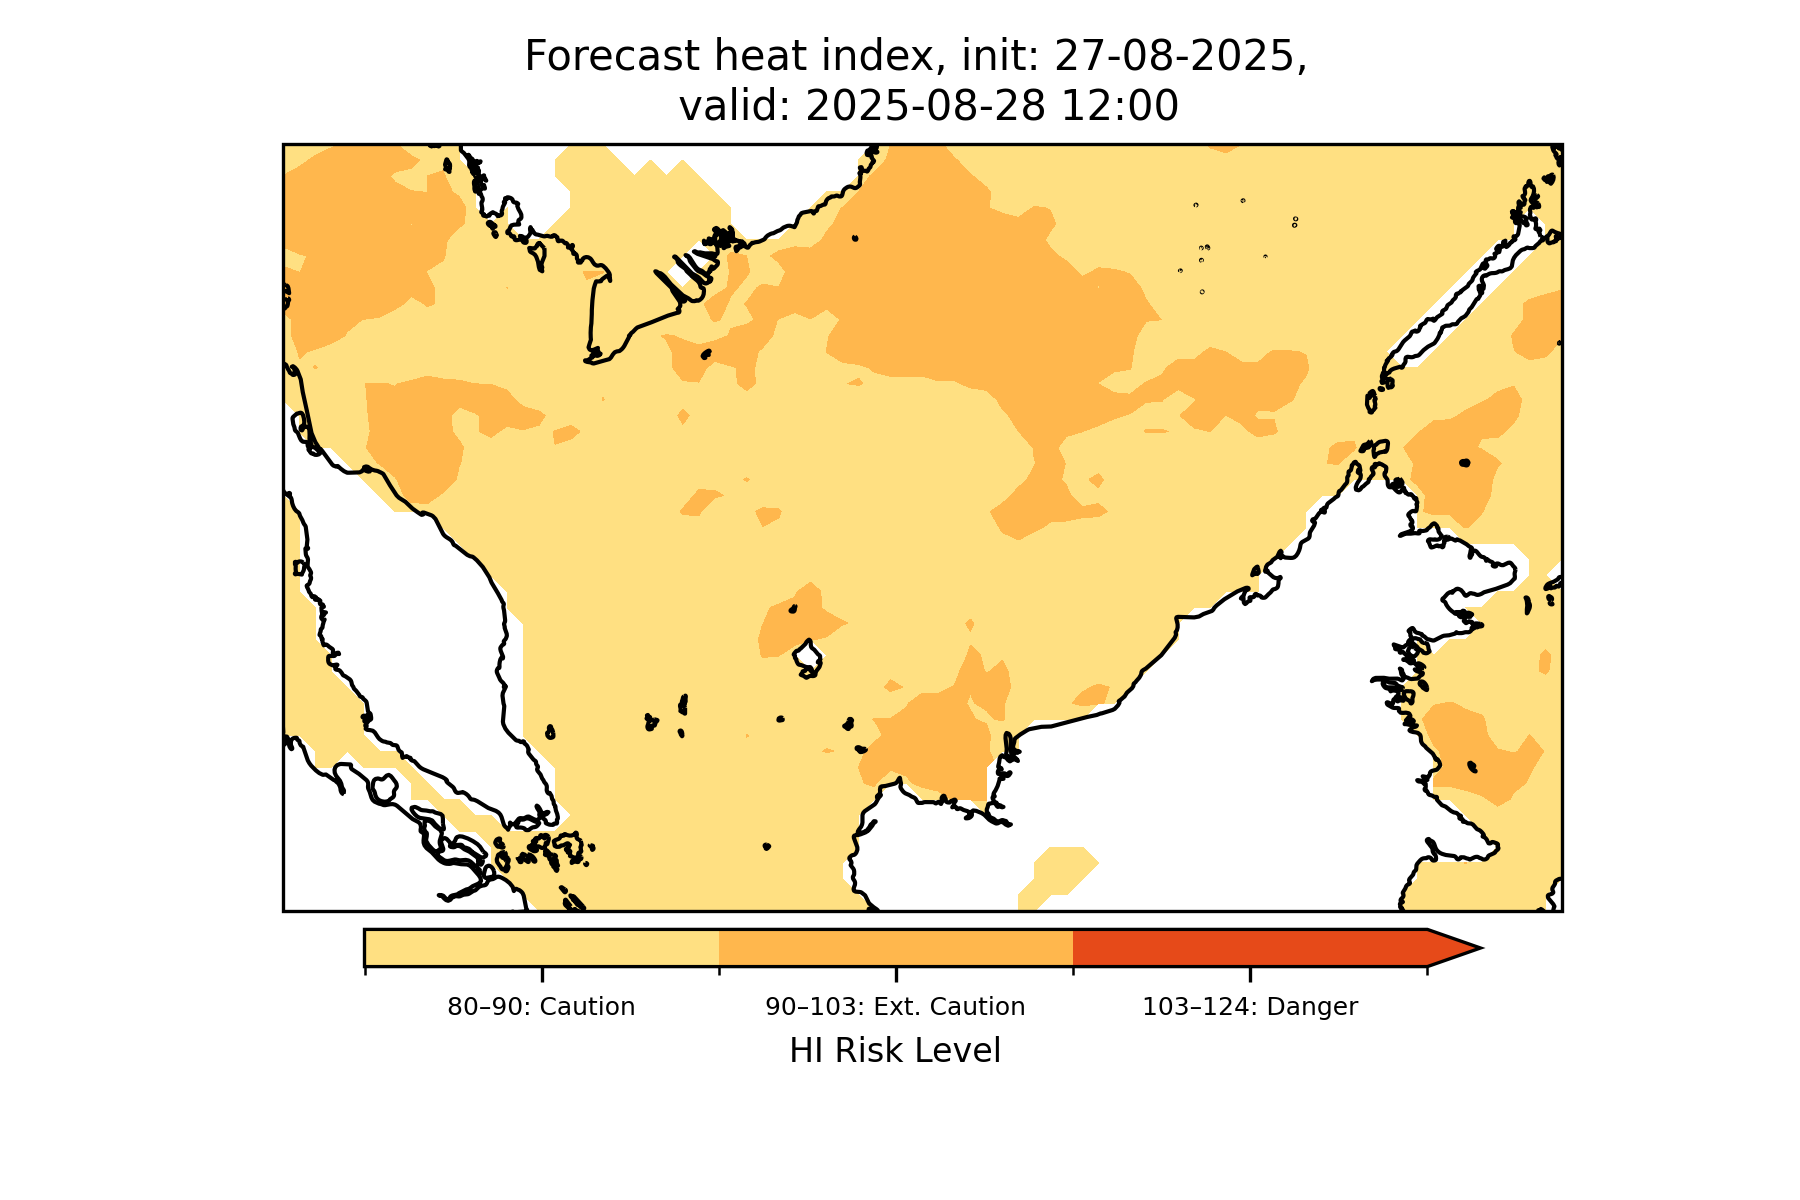 Forecast heat index, init: 27-08-2025,
valid: 2025-08-28 12:00
80–90: Caution
90–103: Ext. Caution
103–124: Danger
HI Risk Level